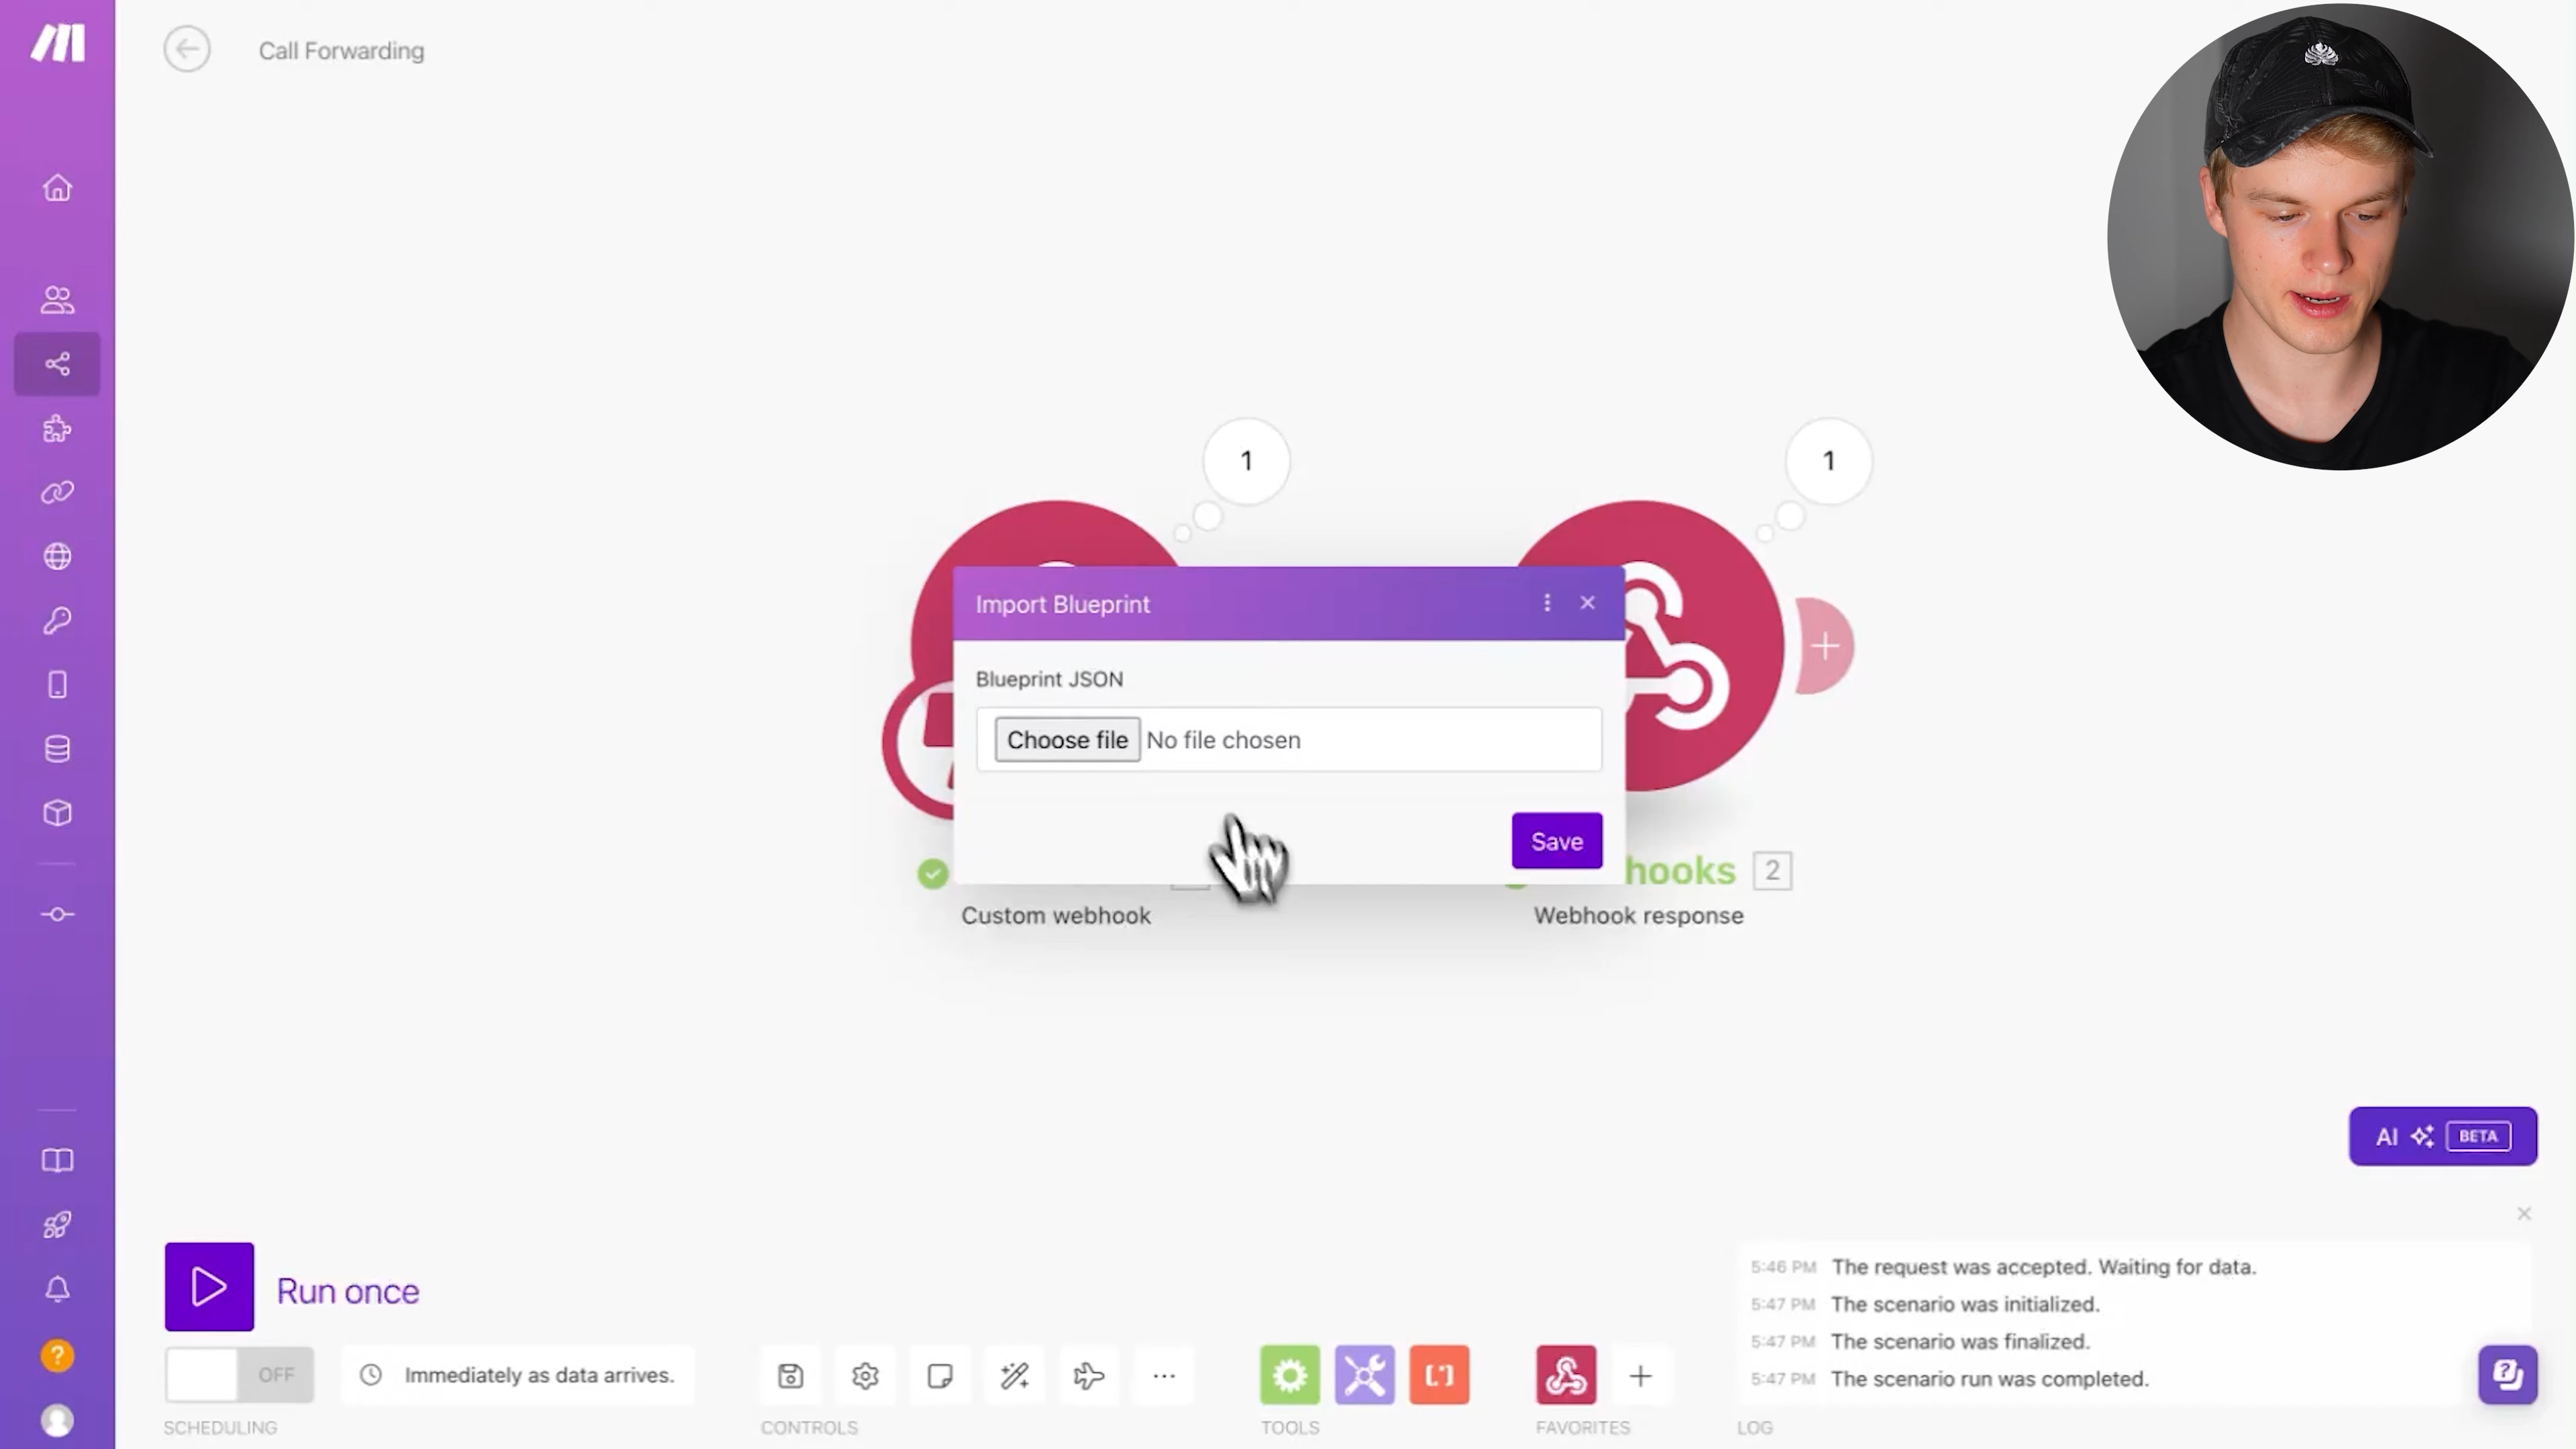 Call Forwarding
1
1
Import Blueprint
Blueprint JSON
Choose file No file chosen
Save
hooks 2
Custom webhook
Webhook response
AI BETA
Run once
5:46 PM The request was accepted. Waiting for data.
5:47 PM The scenario was initialized.
5:47 PM The scenario was finalized.
5:47 PM The scenario run was completed.
OFF
Immediately as data arrives.
SCHEDULING
CONTROLS
TOOLS
FAVORITES
LOG